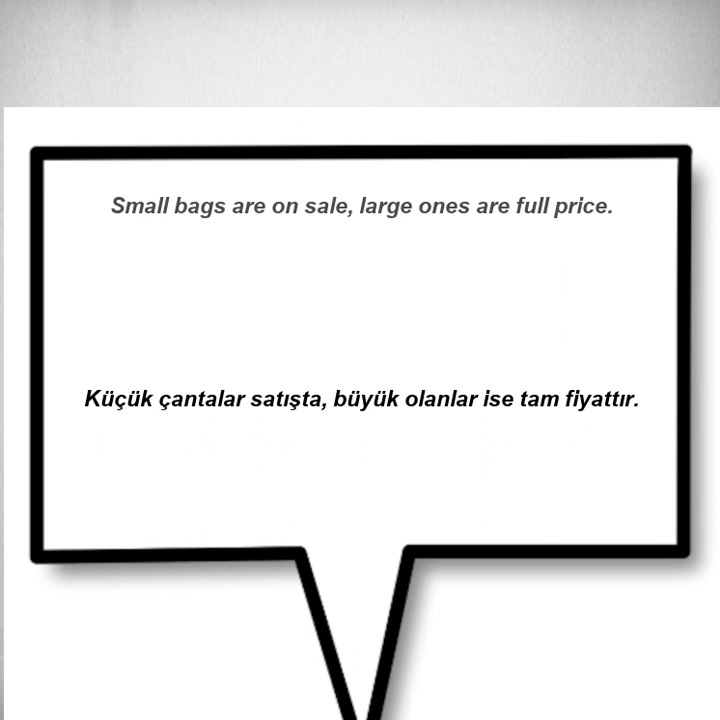 Small bags are on sale, large ones are full price.
Küçük çantalar satışta, büyük olanlar ise tam fiyattır.